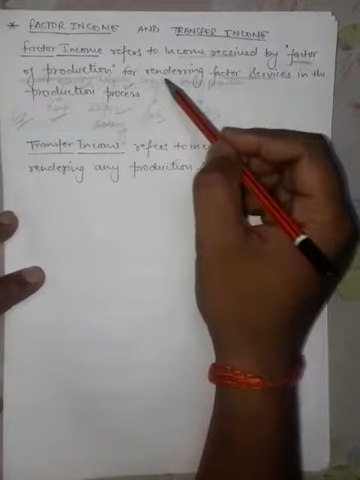 * FACTOR INCOME AND TRANSFER INCOME
factor Income refers to Income received by 'factor
of production' for renderring factor services in the
production process
Transfer Income refers to
rendering any production